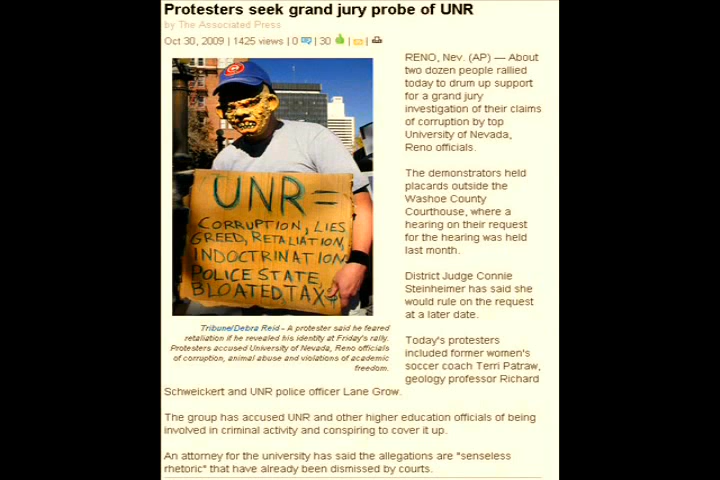 Protesters seek grand jury probe of UNR
by The Associated Press
Oct 30, 2009 | 1425 views | 0 | 30 | | 
RENO, Nev. (AP) — About
two dozen people rallied
today to drum up support
for a grand jury
investigation of their claims
of corruption by top
University of Nevada,
Reno officials.
The demonstrators held
placards outside the
Washoe County
Courthouse, where a
hearing on their request
for the hearing was held
last month.
District Judge Connie
Steinheimer has said she
would rule on the request
at a later date.
Today's protesters
included former women's
soccer coach Terri Patraw,
geology professor Richard
Schweickert and UNR police officer Lane Grow.
The group has accused UNR and other higher education officials of being
involved in criminal activity and conspiring to cover it up.
An attorney for the university has said the allegations are "senseless
rhetoric" that have already been dismissed by courts.
UNR =
CORRUPTION, LIES
GREED, RETALIATION,
INDOCTRINATION
POLICE STATE,
BLOATED TAX$
Tribune/Debra Reid - A protester said he feared
retaliation if he revealed his identity at Friday's rally.
Protesters accused University of Nevada, Reno officials
of corruption, animal abuse and violations of academic
freedom.